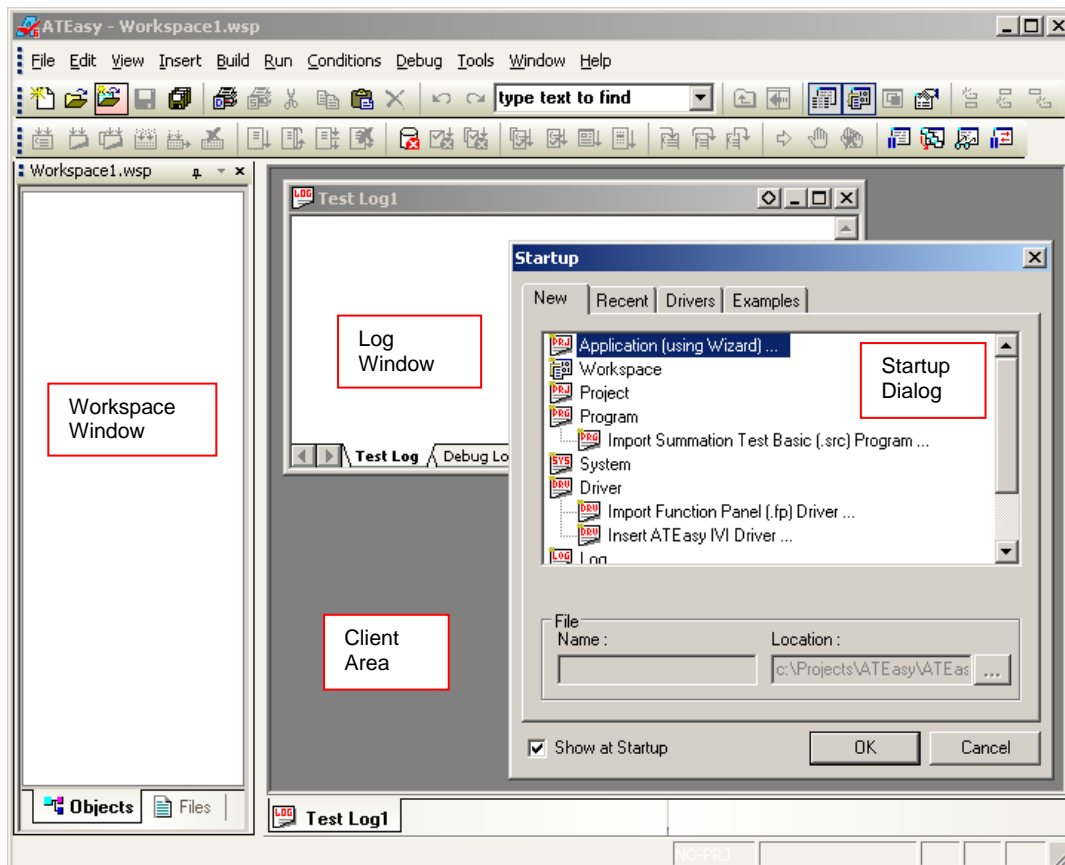 ATEasy - Workspace1.wsp
File Edit View Insert Build Run Conditions Debug Tools Window Help
type text to find
Workspace1.wsp
Test Log1
Startup
New Recent Drivers Examples
Application (using Wizard) ...
Workspace
Project
Program
Import Summation Test Basic (.src) Program ...
System
Driver
Import Function Panel (.fp) Driver ...
Insert ATEasy IVI Driver ...
Log
Log
Window
Startup
Dialog
Workspace
Window
Test Log Debug Lo
Client
Area
File
Name :
Location :
c:\Projects\ATEasy\ATEas ...
Show at Startup
OK Cancel
Objects Files
Test Log1
NO-PRJ